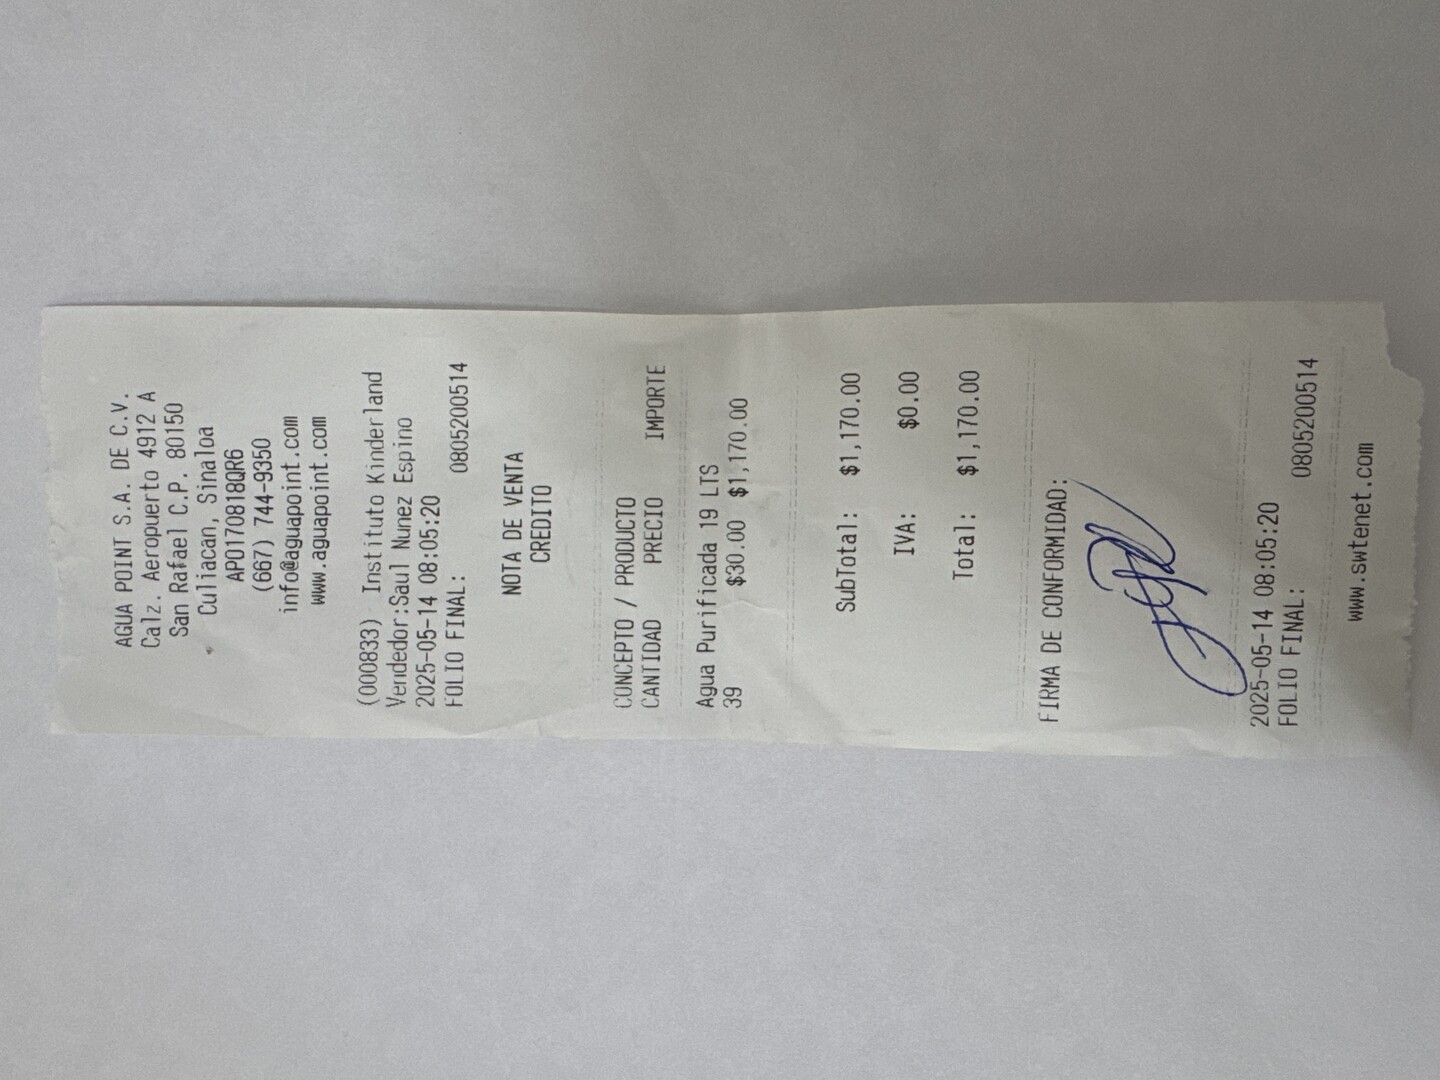 AGUA POINT S.A. DE C.V.
Calz. Aeropuerto 4912 A
San Rafael C.P. 80150
Culiacan, Sinaloa
APO170818QR6
(667) 744-9350
info@aguapoint.com
www.aguapoint.com
(000833) Instituto Kinderland
Vendedor:Saul Nunez Espino
2025-05-14 08:05:20
FOLIO FINAL: 0805200514
NOTA DE VENTA
CREDITO
CONCEPTO / PRODUCTO
CANTIDAD PRECIO IMPORTE
Agua Purificada 19 LTS
39 $30.00 $1,170.00
SubTotal: $1,170.00
IVA: $0.00
Total: $1,170.00
FIRMA DE CONFORMIDAD:
2025-05-14 08:05:20
FOLIO FINAL: 0805200514
www.swtenet.com